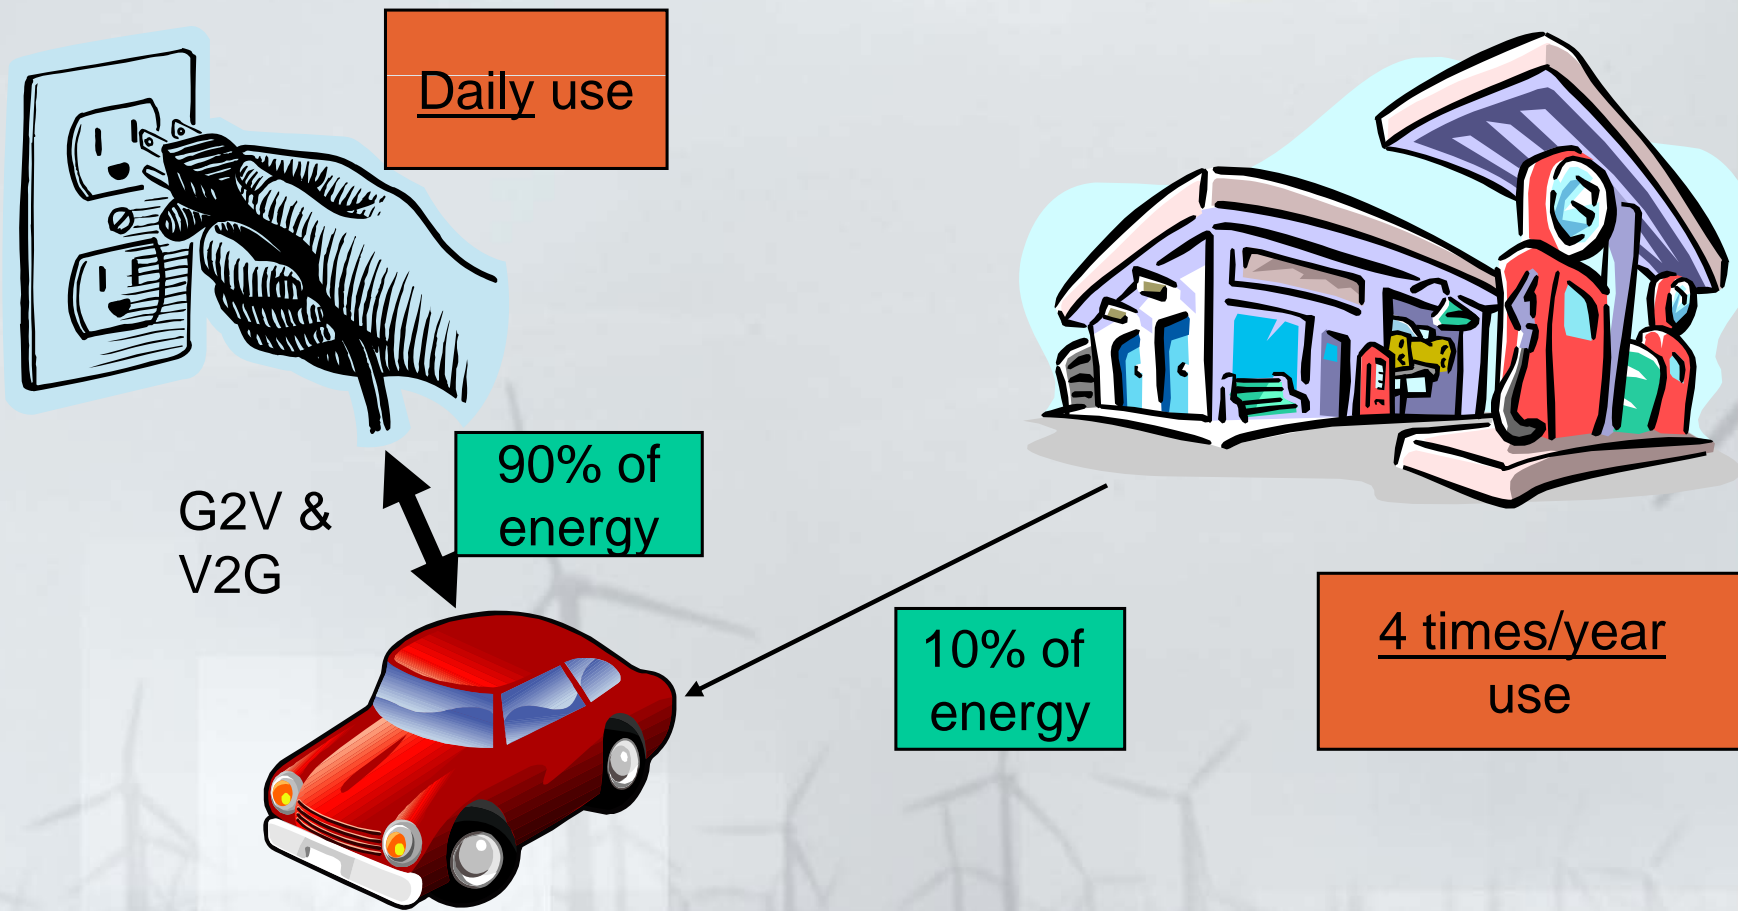 Daily use
90% of
energy
G2V &
V2G
10% of
energy
4 times/year
use